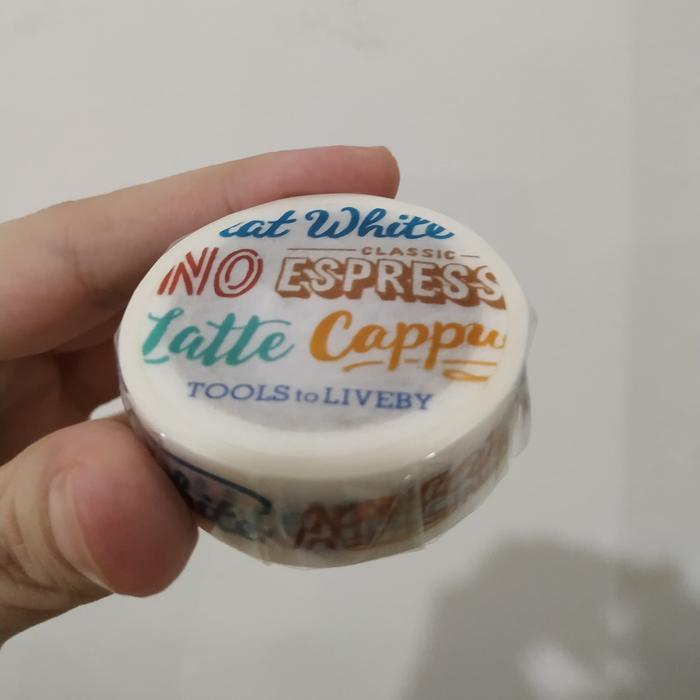 at White
CLASSIC
NO ESPRESS
Latte Cappu
TOOLS to LIVEBY